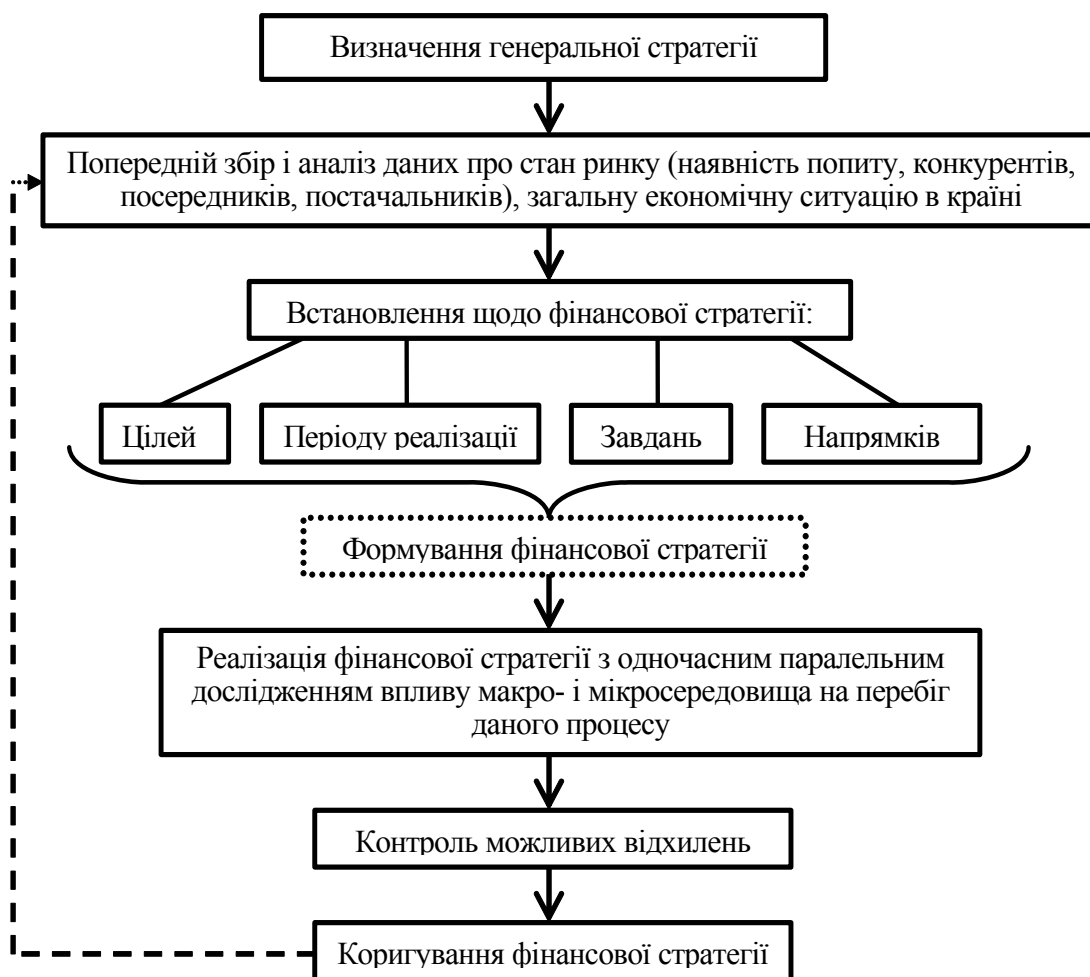 Визначення генеральної стратегії
Попередній збір і аналіз даних про стан ринку (наявність попиту, конкурентів,
посередників, постачальників), загальну економічну ситуацію в країні
Встановлення щодо фінансової стратегії:
Цілей
Періоду реалізації
Завдань
Напрямків
Формування фінансової стратегії
Реалізація фінансової стратегії з одночасним паралельним
дослідженням впливу макро- і мікросередовища на перебіг
даного процесу
Контроль можливих відхилень
Коригування фінансової стратегії